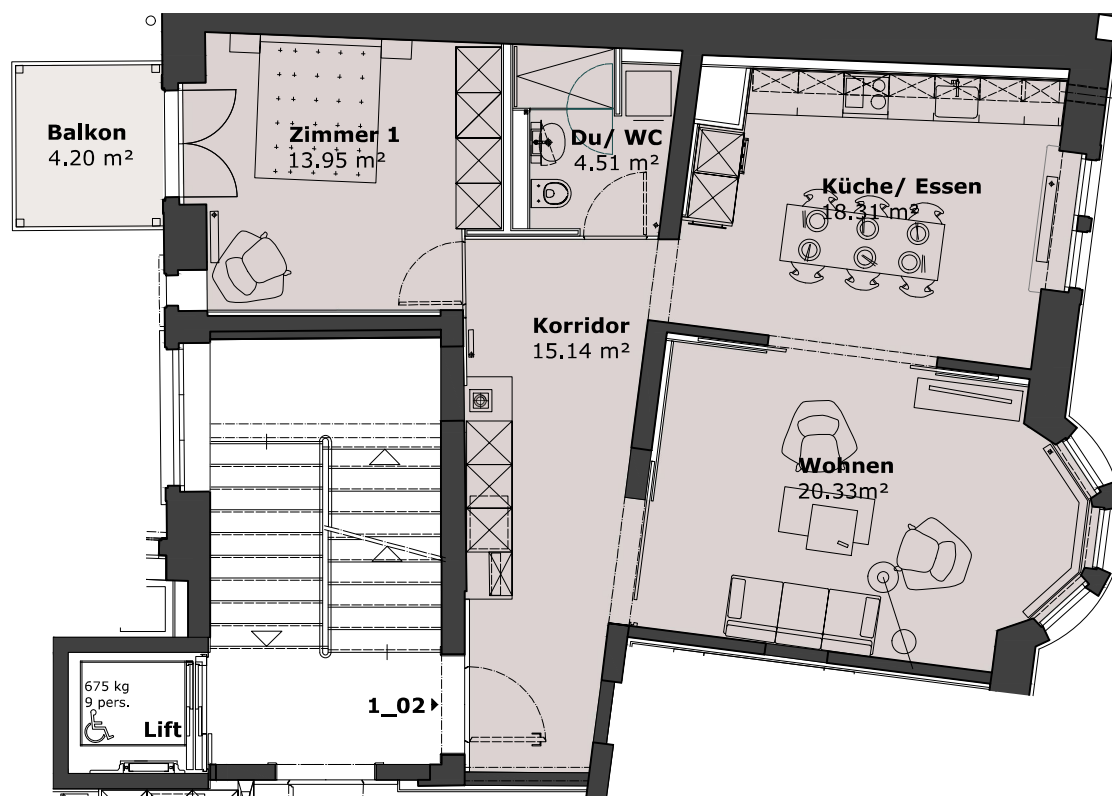 Balkon
4.20 m²
Zimmer 1
13.95 m²
Du/ WC
4.51 m²
Küche/ Essen
18.31 m²
Korridor
15.14 m²
Wohnen
20.33m²
1_02
675 kg
9 pers.
Lift